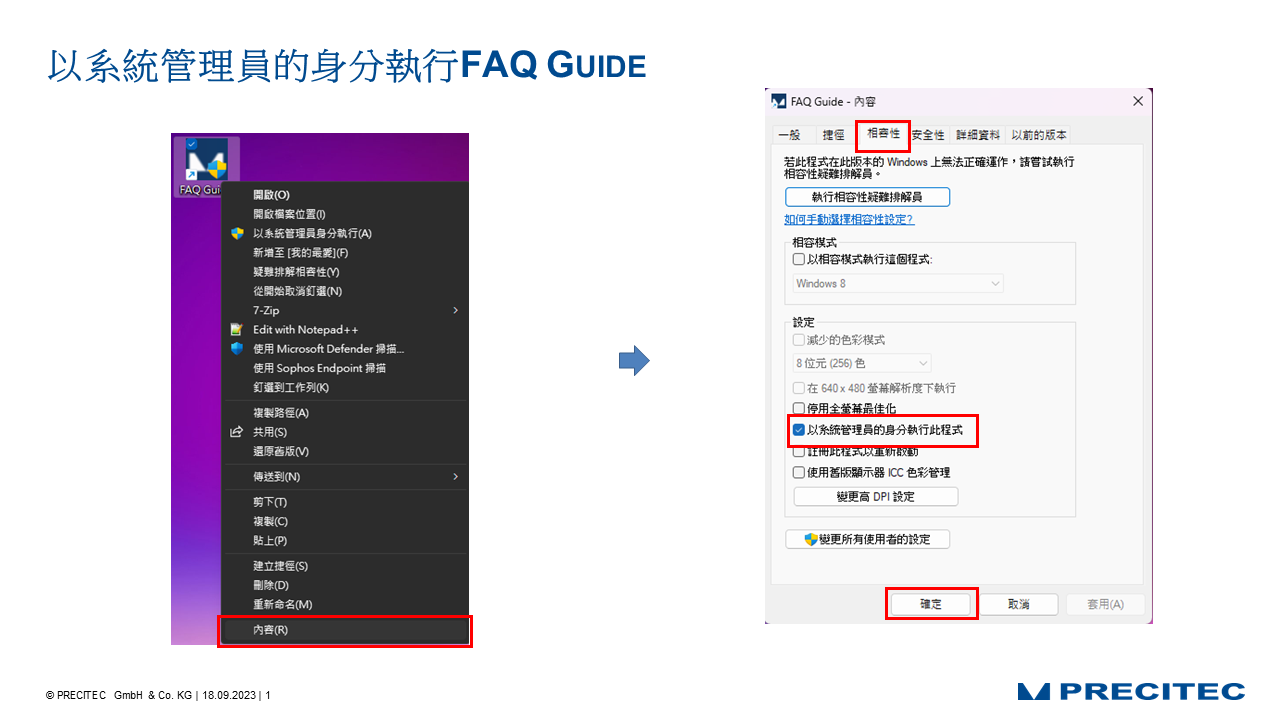 以系統管理員的身分執行FAQ GUIDE
FAQ Gui
開啟(O)
開啟檔案位置(I)
以系統管理員身分執行(A)
新增至 [我的最愛](F)
疑難排解相容性(Y)
從開始取消釘選(N)
7-Zip
Edit with Notepad++
使用 Microsoft Defender 掃描...
使用 Sophos Endpoint 掃描
釘選到工作列(K)
複製路徑(A)
共用(S)
還原舊版(V)
傳送到(N)
剪下(T)
複製(C)
貼上(P)
建立捷徑(S)
刪除(D)
重新命名(M)
內容(R)
FAQ Guide - 內容
一般 捷徑 相容性 安全性 詳細資料 以前的版本
若此程式在此版本的 Windows 上無法正確運作，請嘗試執行
相容性疑難排解員。
執行相容性疑難排解員
如何手動選擇相容性設定?
相容模式
以相容模式執行這個程式:
Windows 8
設定
減少的色彩模式
8 位元 (256) 色
在 640 x 480 螢幕解析度下執行
停用全螢幕最佳化
以系統管理員的身分執行此程式
註冊此程式以重新啟動
使用舊版顯示器 ICC 色彩管理
變更高 DPI 設定
變更所有使用者的設定
確定 取消 套用(A)
© PRECITEC GmbH & Co. KG | 18.09.2023 | 1
PRECITEC